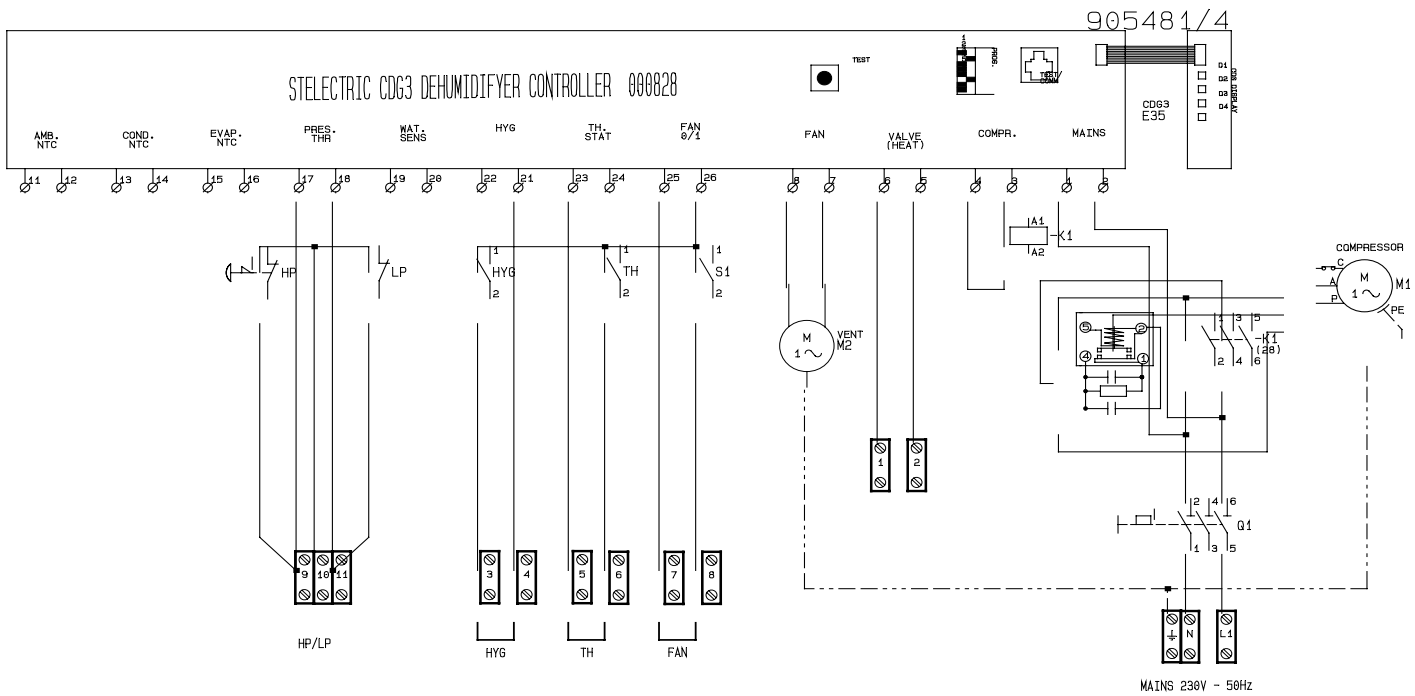 905481/4
STELECTRIC CDG3 DEHUMIDIFYER CONTROLLER 000828
TEST
PROG.
TEST/
COMM
CDG3
E35
D1
D2
D3
D4
CDS DISPLAY
AMB.
NTC
COND.
NTC
EVAP.
NTC
PRES.
THR
WAT.
SENS
HYG
TH.
STAT
FAN
0/1
FAN
VALVE
(HEAT)
COMPR.
MAINS
11 12 13 14 15 16 17 18 19 20 22 21 23 24 25 26 8 7 6 5 4 3 4 2
HP
LP
1
HYG
2
1
TH
2
1
S1
2
A1
-K1
A2
COMPRESSOR
C
A
P
M
1
M1
PE
M
1
VENT
M2
5
2
4
1
1 3 5
-K1
(28)
2 4 6
1
2
2 4 6
Q1
1 3 5
9 10 11
3 4
5 6
7 8
N
L1
HP/LP
HYG
TH
FAN
MAINS 230V - 50Hz